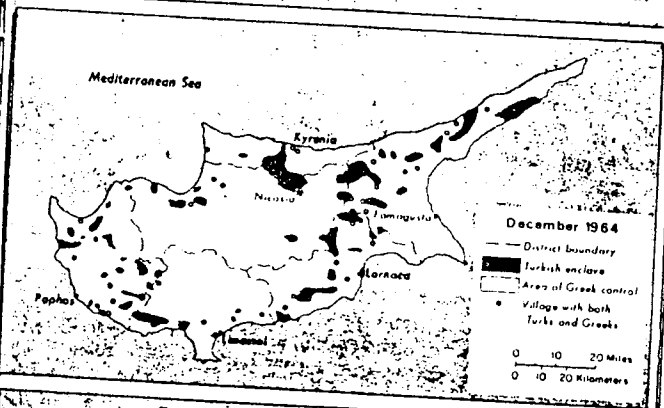 Mediterranean Sea
Kyrenia
Nicosia
Famagusta
Larnaca
Paphos
Limassol
December 1964
District boundary
Turkish enclave
Area of Greek control
Village with both
Turks and Greeks
0 10 20 Miles
0 10 20 Kilometers